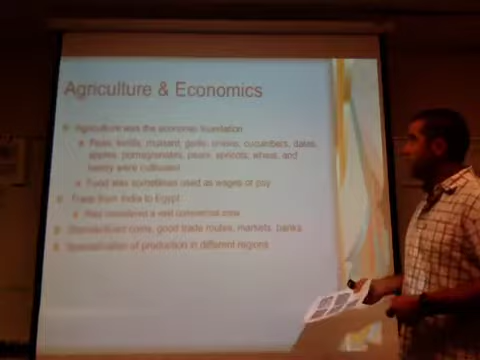 Agriculture & Economics
Agriculture was the economic foundation
Peas, lentils, mustard, garlic, onions, cucumbers, dates,
apples, pomegranates, pears, apricots, wheat, and
barley were cultivated
Food was sometimes used as wages or pay
Trade from India to Egypt
considered a vast commercial zone
Standardized coins, good trade routes, markets, banks
Specialization of production in different regions